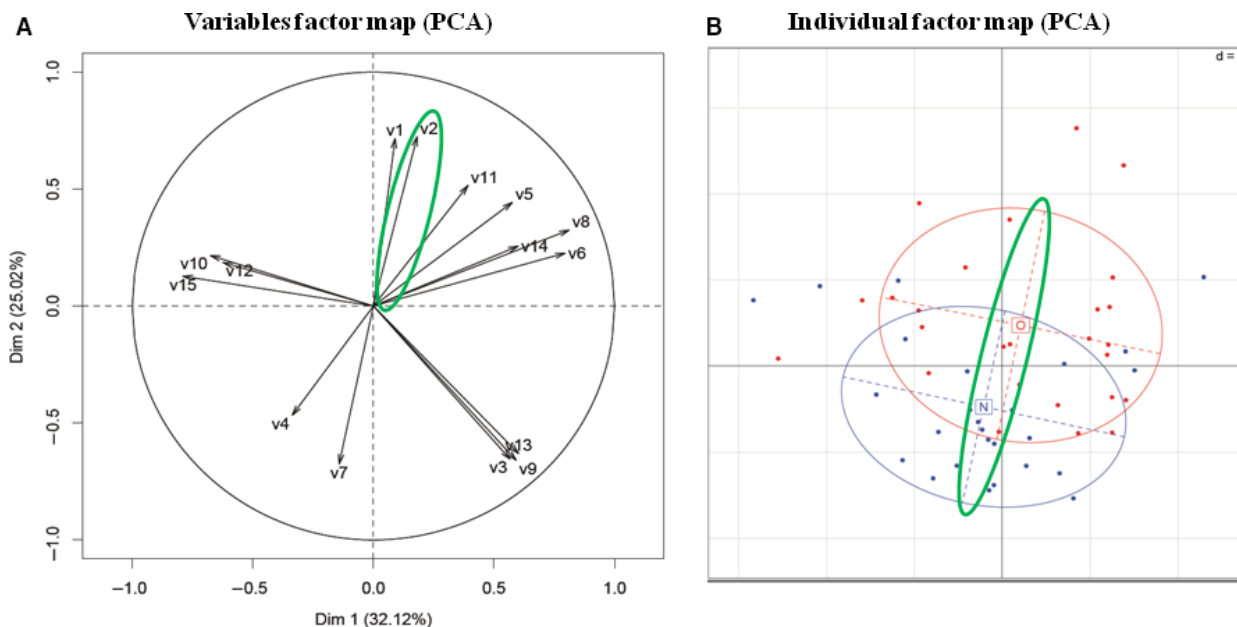 Variables factor map (PCA)
Individual factor map (PCA)
A
B
d =
1.0
0.5
0.0
−0.5
−1.0
Dim 2 (25.02%)
v1
v2
v11
v5
v8
v14
v6
v10
v12
v15
v4
v7
v13
v3
v9
O
N
−1.0
−0.5
0.0
0.5
1.0
Dim 1 (32.12%)